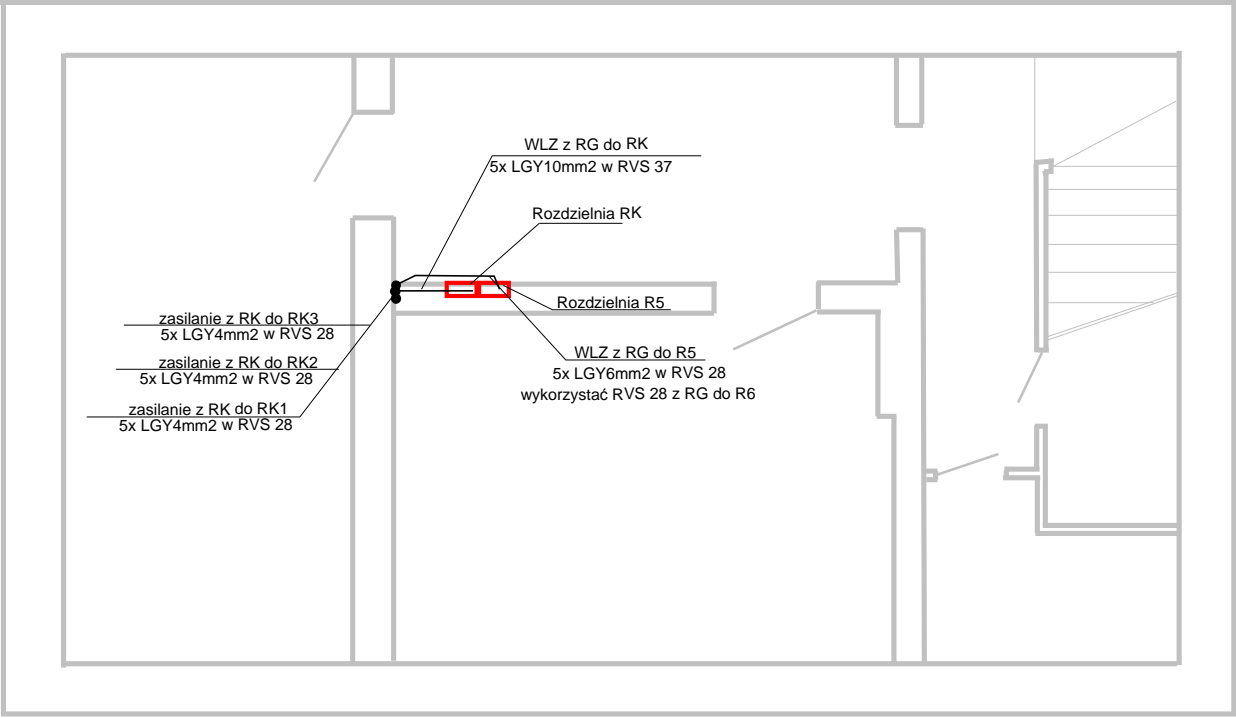 WLZ z RG do RK
5x LGY10mm2 w RVS 37
Rozdzielnia RK
Rozdzielnia R5
zasilanie z RK do RK3
5x LGY4mm2 w RVS 28
zasilanie z RK do RK2
5x LGY4mm2 w RVS 28
zasilanie z RK do RK1
5x LGY4mm2 w RVS 28
WLZ z RG do R5
5x LGY6mm2 w RVS 28
wykorzystać RVS 28 z RG do R6